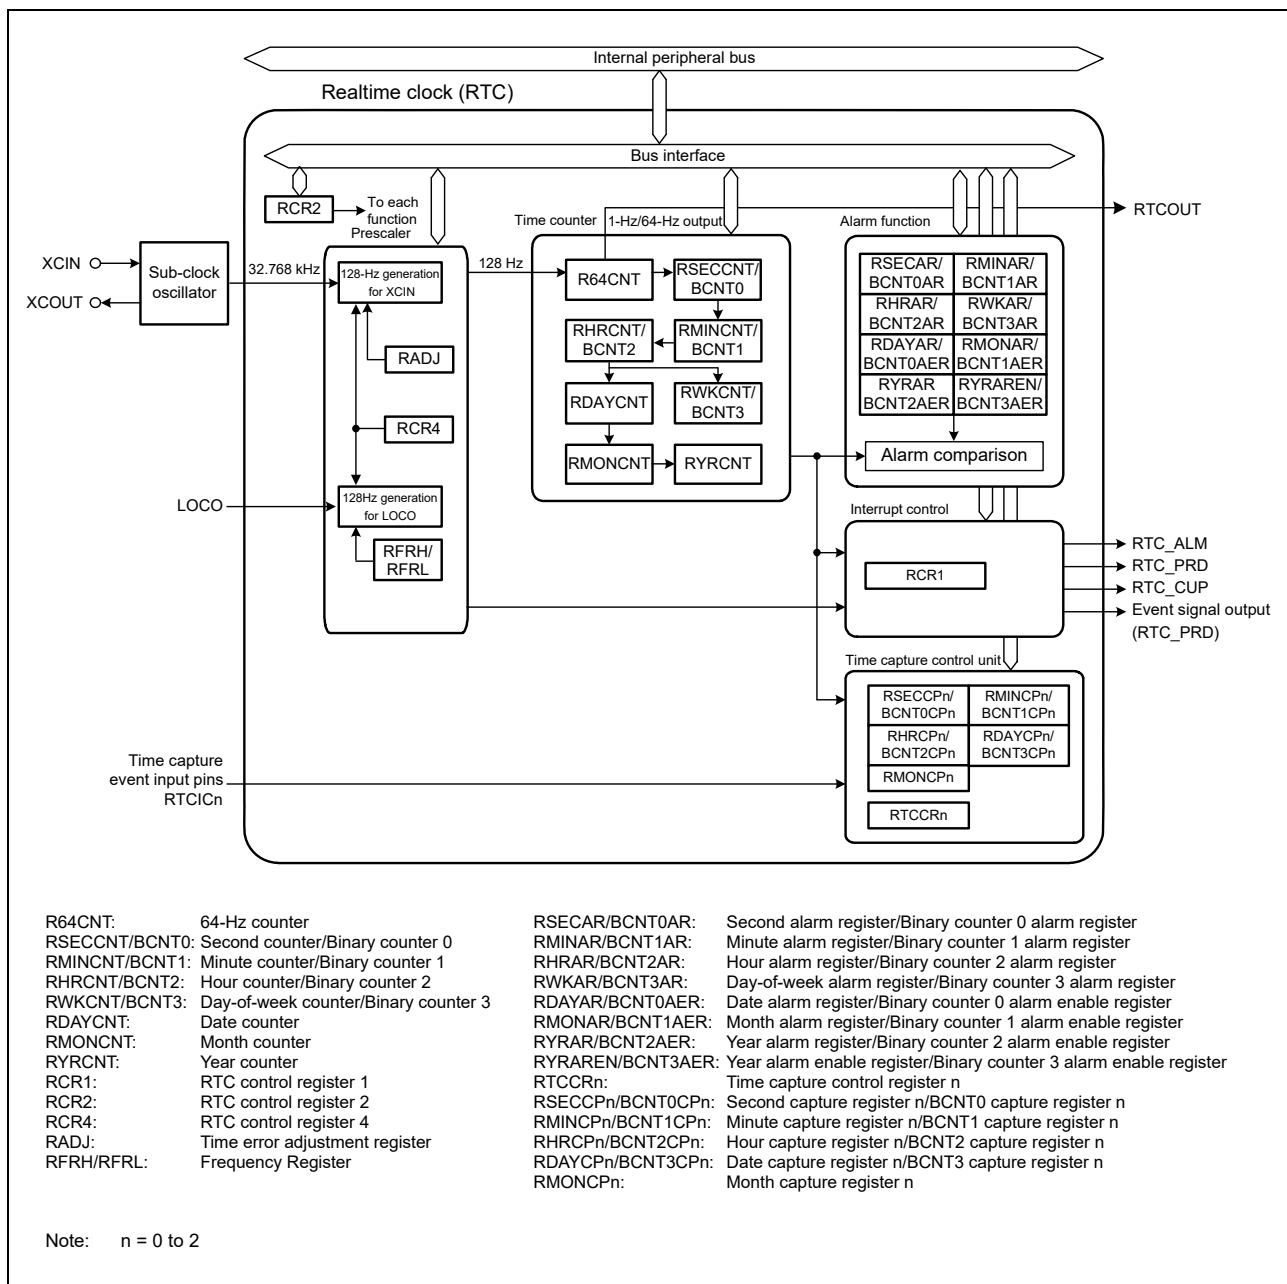 Internal peripheral bus
Realtime clock (RTC)
Bus interface
RCR2
To each
function
Prescaler
Time counter
1-Hz/64-Hz output
Alarm function
RTCOUT
XCIN
XCOUT
Sub-clock
oscillator
32.768 kHz
128-Hz generation
for XCIN
128 Hz
RADJ
RCR4
LOCO
128Hz generation
for LOCO
RFRH/
RFRL
R64CNT
RSECCNT/
BCNT0
RHRCNT/
BCNT2
RMINCNT/
BCNT1
RDAYCNT
RWKCNT/
BCNT3
RMONCNT
RYRCNT
RSECAR/
BCNT0AR
RMINAR/
BCNT1AR
RHRAR/
BCNT2AR
RWKAR/
BCNT3AR
RDAYAR/
BCNT0AER
RMONAR/
BCNT1AER
RYRAR
BCNT2AER
RYRAREN/
BCNT3AER
Alarm comparison
Interrupt control
RCR1
RTC_ALM
RTC_PRD
RTC_CUP
Event signal output
(RTC_PRD)
Time capture control unit
RSECCPn/
BCNT0CPn
RMINCPn/
BCNT1CPn
RHRCPn/
BCNT2CPn
RDAYCPn/
BCNT3CPn
RMONCPn
RTCCRn
Time capture
event input pins
RTCICn
R64CNT: 64-Hz counter
RSECCNT/BCNT0: Second counter/Binary counter 0
RMINCNT/BCNT1: Minute counter/Binary counter 1
RHRCNT/BCNT2: Hour counter/Binary counter 2
RWKCNT/BCNT3: Day-of-week counter/Binary counter 3
RDAYCNT: Date counter
RMONCNT: Month counter
RYRCNT: Year counter
RCR1: RTC control register 1
RCR2: RTC control register 2
RCR4: RTC control register 4
RADJ: Time error adjustment register
RFRH/RFRL: Frequency Register
RSECAR/BCNT0AR: Second alarm register/Binary counter 0 alarm register
RMINAR/BCNT1AR: Minute alarm register/Binary counter 1 alarm register
RHRAR/BCNT2AR: Hour alarm register/Binary counter 2 alarm register
RWKAR/BCNT3AR: Day-of-week alarm register/Binary counter 3 alarm register
RDAYAR/BCNT0AER: Date alarm register/Binary counter 0 alarm enable register
RMONAR/BCNT1AER: Month alarm register/Binary counter 1 alarm enable register
RYRAR/BCNT2AER: Year alarm register/Binary counter 2 alarm enable register
RYRAREN/BCNT3AER: Year alarm enable register/Binary counter 3 alarm enable register
RTCCRn: Time capture control register n
RSECCPn/BCNT0CPn: Second capture register n/BCNT0 capture register n
RMINCPn/BCNT1CPn: Minute capture register n/BCNT1 capture register n
RHRCPn/BCNT2CPn: Hour capture register n/BCNT2 capture register n
RDAYCPn/BCNT3CPn: Date capture register n/BCNT3 capture register n
RMONCPn: Month capture register n
Note: n = 0 to 2